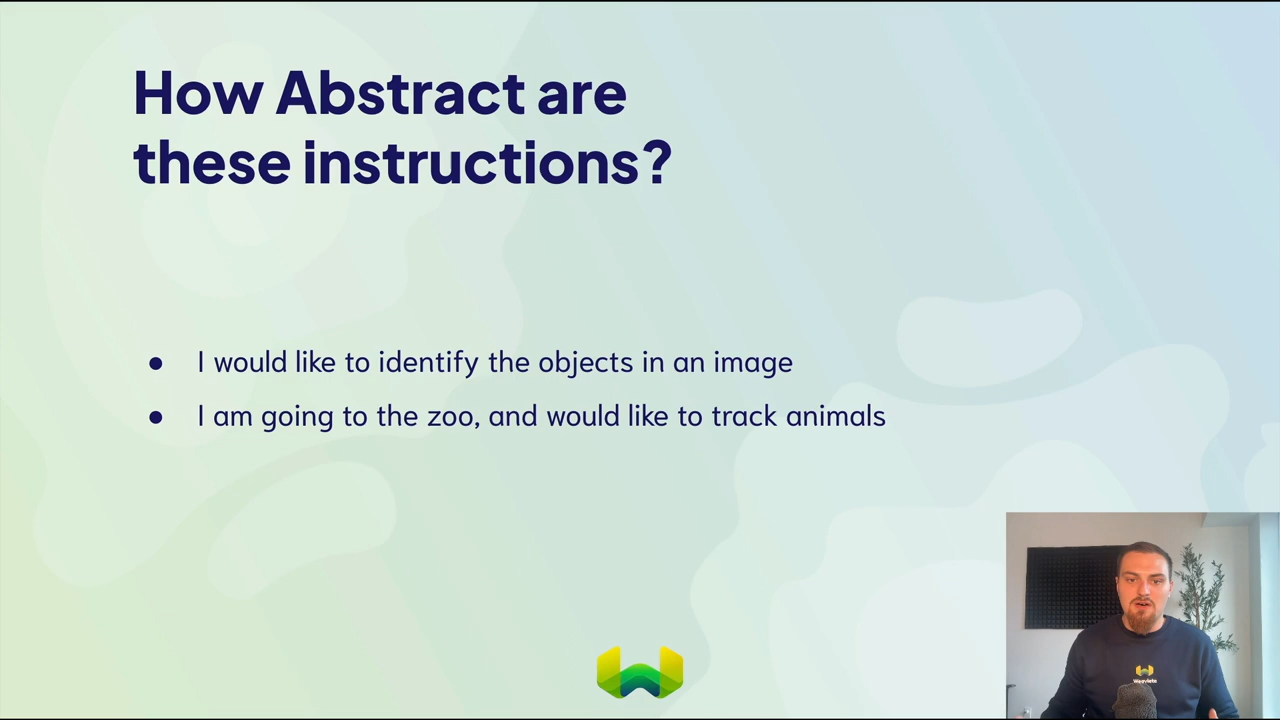 How Abstract are
these instructions?
● I would like to identify the objects in an image
● I am going to the zoo, and would like to track animals
Weaviate